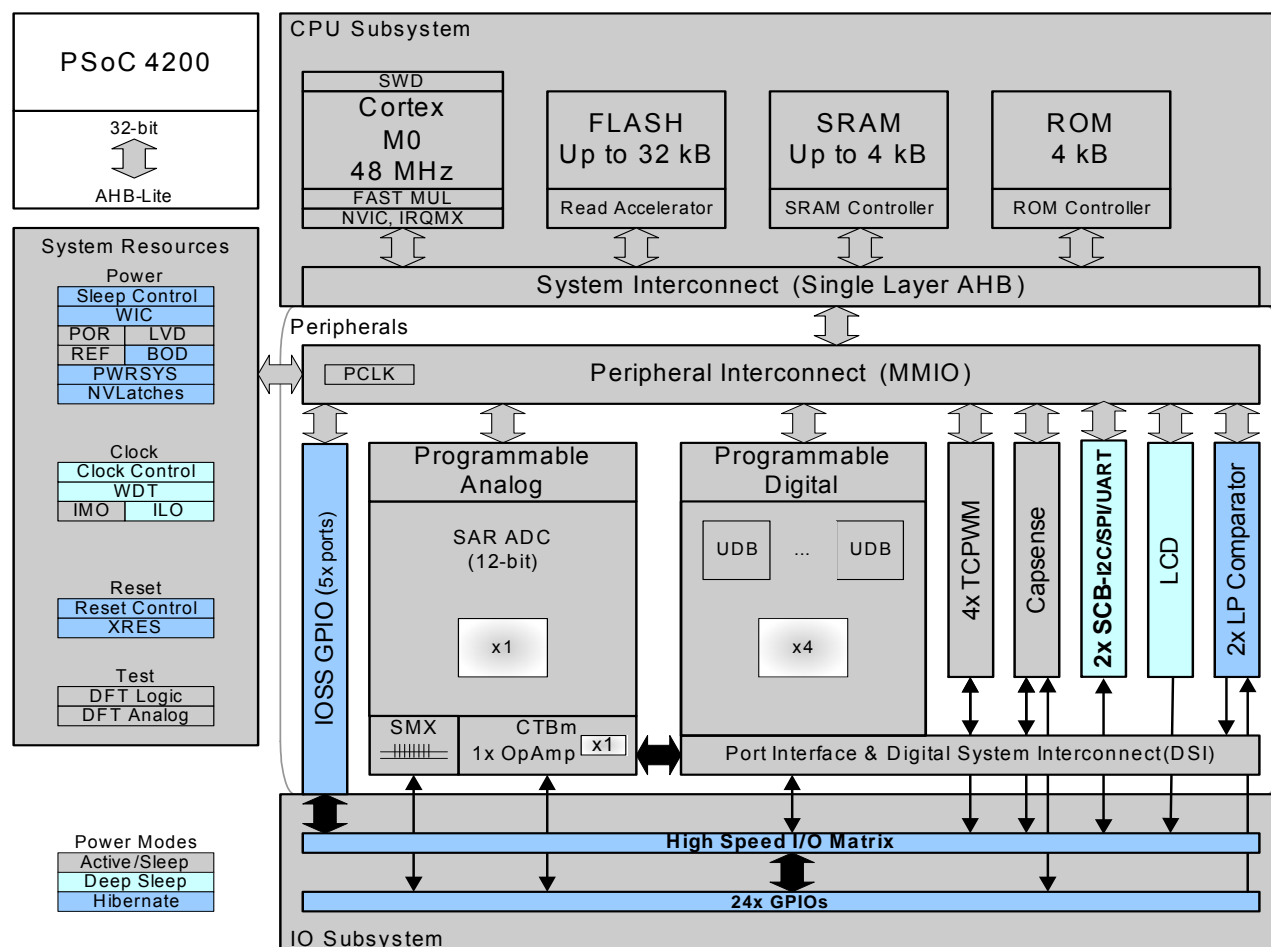 PSoC 4200
32-bit
AHB-Lite
CPU Subsystem
SWD
Cortex
M0
48 MHz
FAST MUL
NVIC, IRQMX
FLASH
Up to 32 kB
Read Accelerator
SRAM
Up to 4 kB
SRAM Controller
ROM
4 kB
ROM Controller
System Interconnect (Single Layer AHB)
System Resources
Power
Sleep Control
WIC
POR LVD
REF BOD
PWRSYS
NVLatches
Clock
Clock Control
WDT
IMO ILO
Reset
Reset Control
XRES
Test
DFT Logic
DFT Analog
Peripherals
PCLK
Peripheral Interconnect (MMIO)
IOSS GPIO (5x ports)
Programmable
Analog
SAR ADC
(12-bit)
x1
SMX
CTBm
1x OpAmp
x1
Programmable
Digital
UDB ... UDB
x4
4x TCPWM
Capsense
2x SCB-I2C/SPI/UART
LCD
2x LP Comparator
Port Interface & Digital System Interconnect(DSI)
High Speed I/O Matrix
24x GPIOs
IO Subsystem
Power Modes
Active/Sleep
Deep Sleep
Hibernate